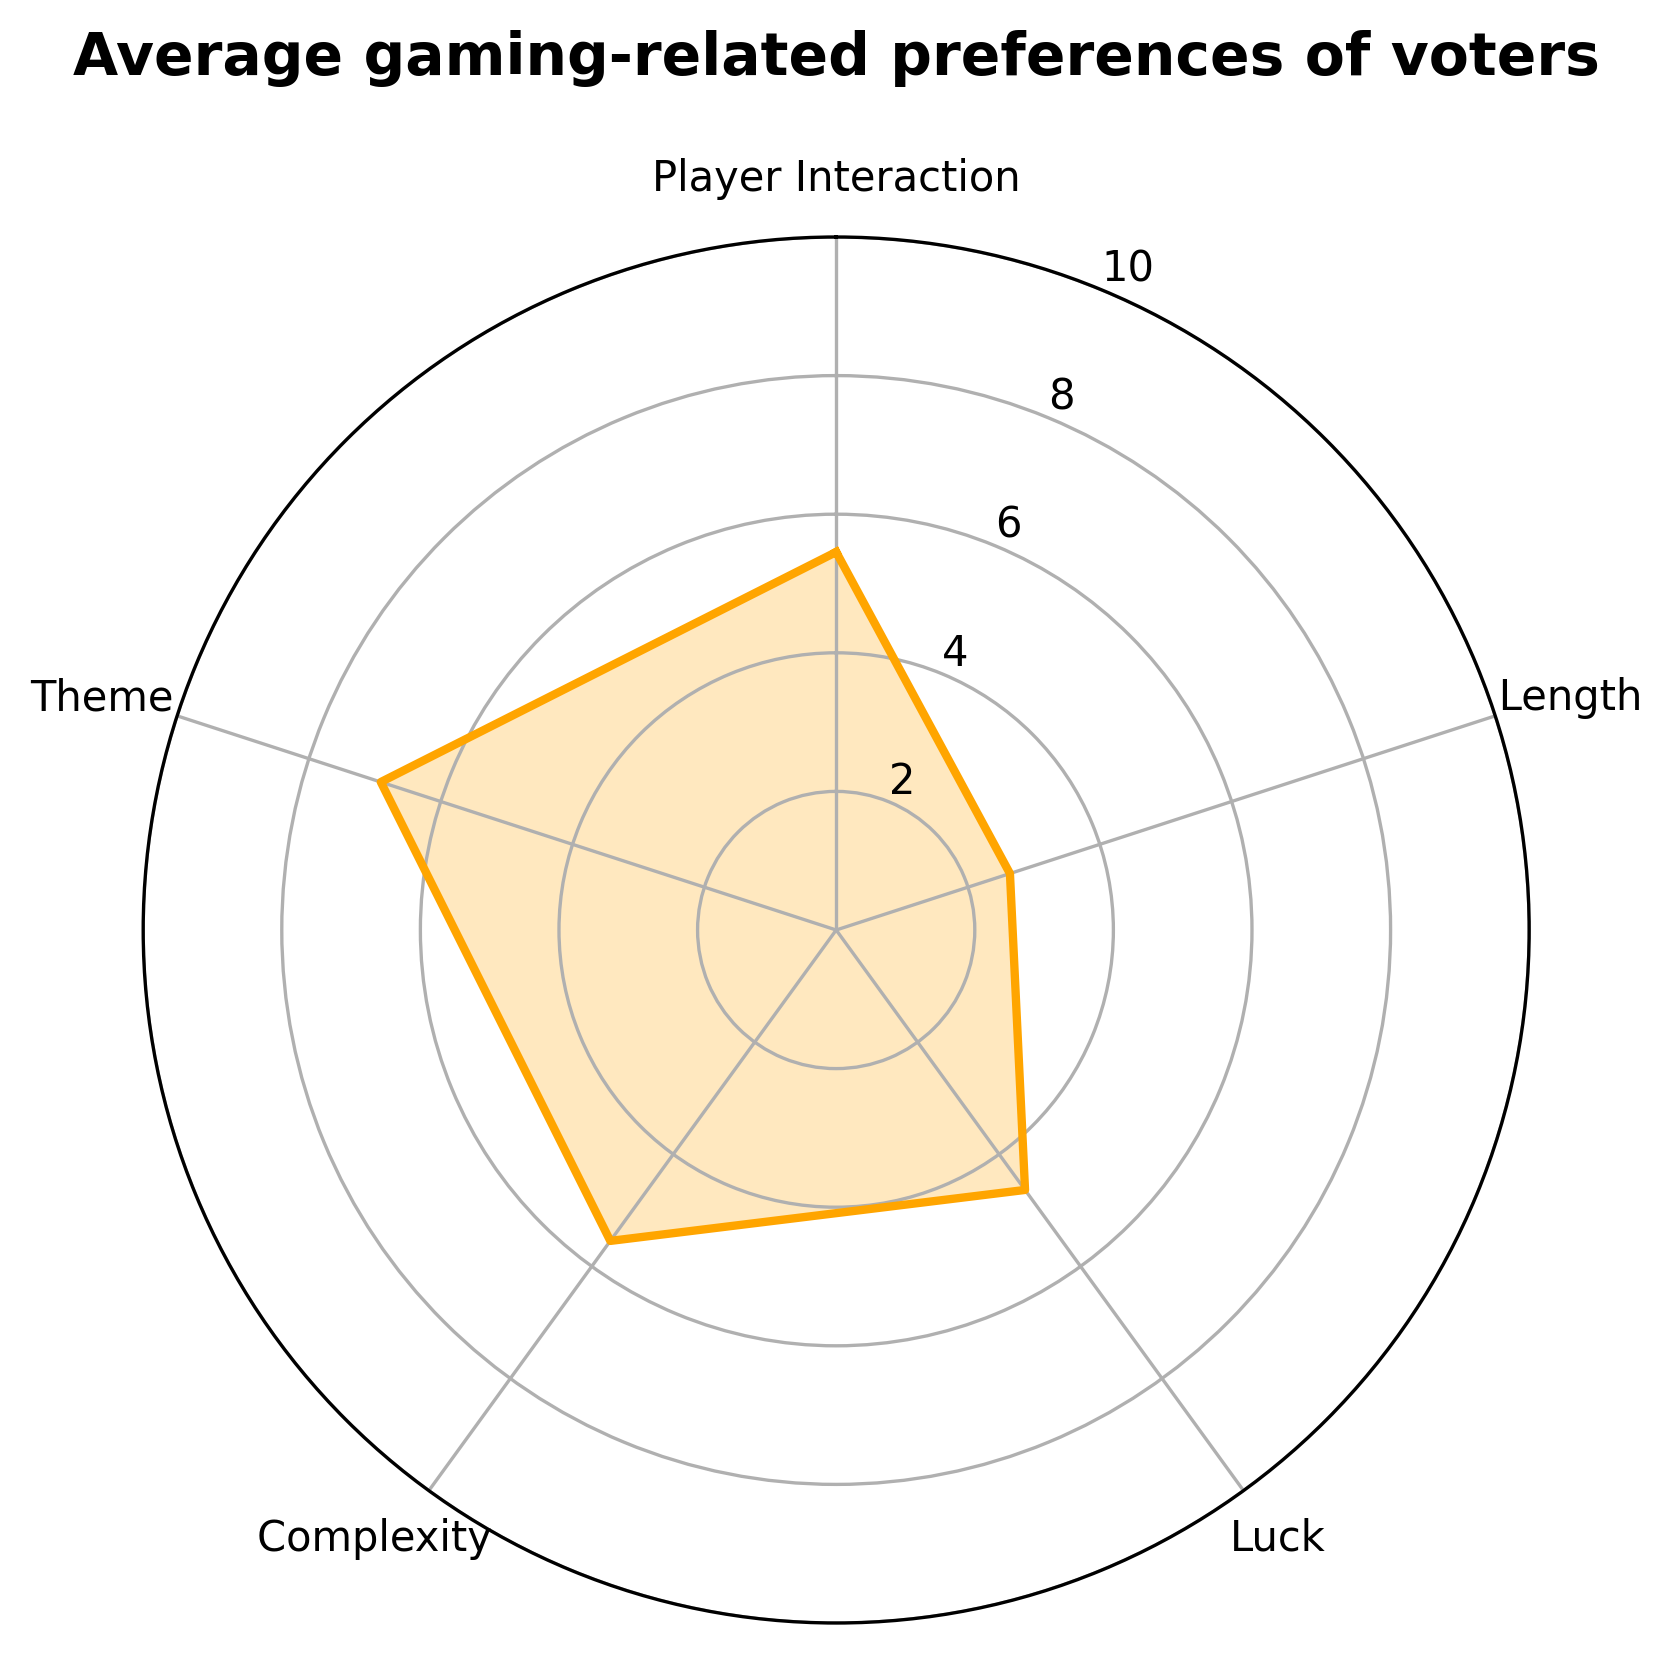 Average gaming-related preferences of voters
Player Interaction
10
8
6
4
2
Theme
Length
Complexity
Luck